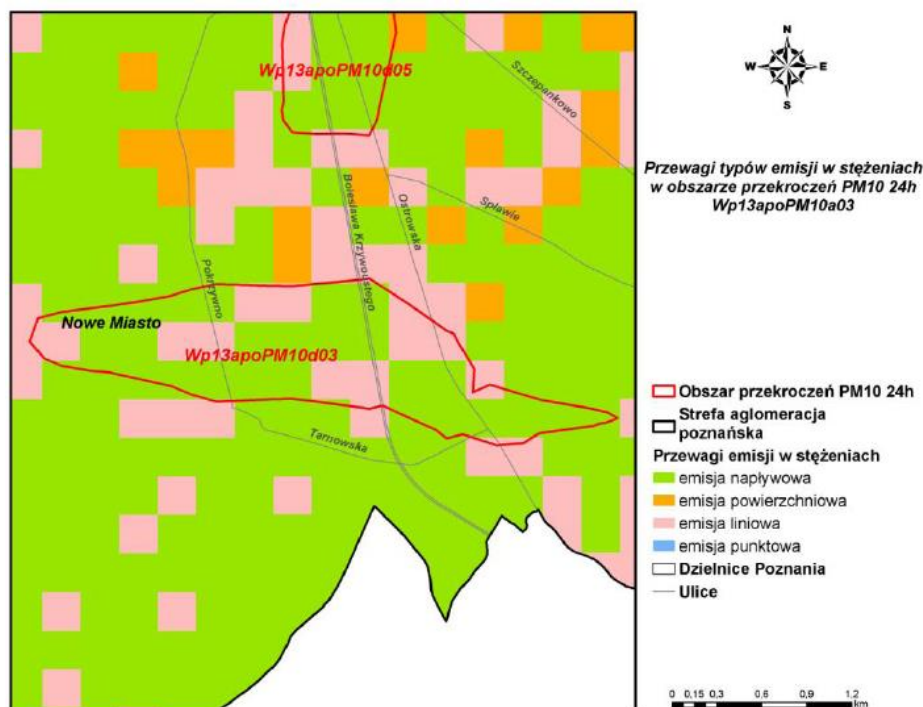 Wp13apoPM10d05
Szczepankowo
Bolesława Krzywoustego
Ostrowska
Spławie
Pokrzywno
Nowe Miasto
Wp13apoPM10d03
Tarnowska
N
W E
S
Przewagi typów emisji w stężeniach
w obszarze przekroczeń PM10 24h
Wp13apoPM10a03
Obszar przekroczeń PM10 24h
Strefa aglomeracja
poznańska
Przewagi emisji w stężeniach
emisja napływowa
emisja powierzchniowa
emisja liniowa
emisja punktowa
Dzielnice Poznania
Ulice
0 0,15 0,3 0,6 0,9 1,2
km